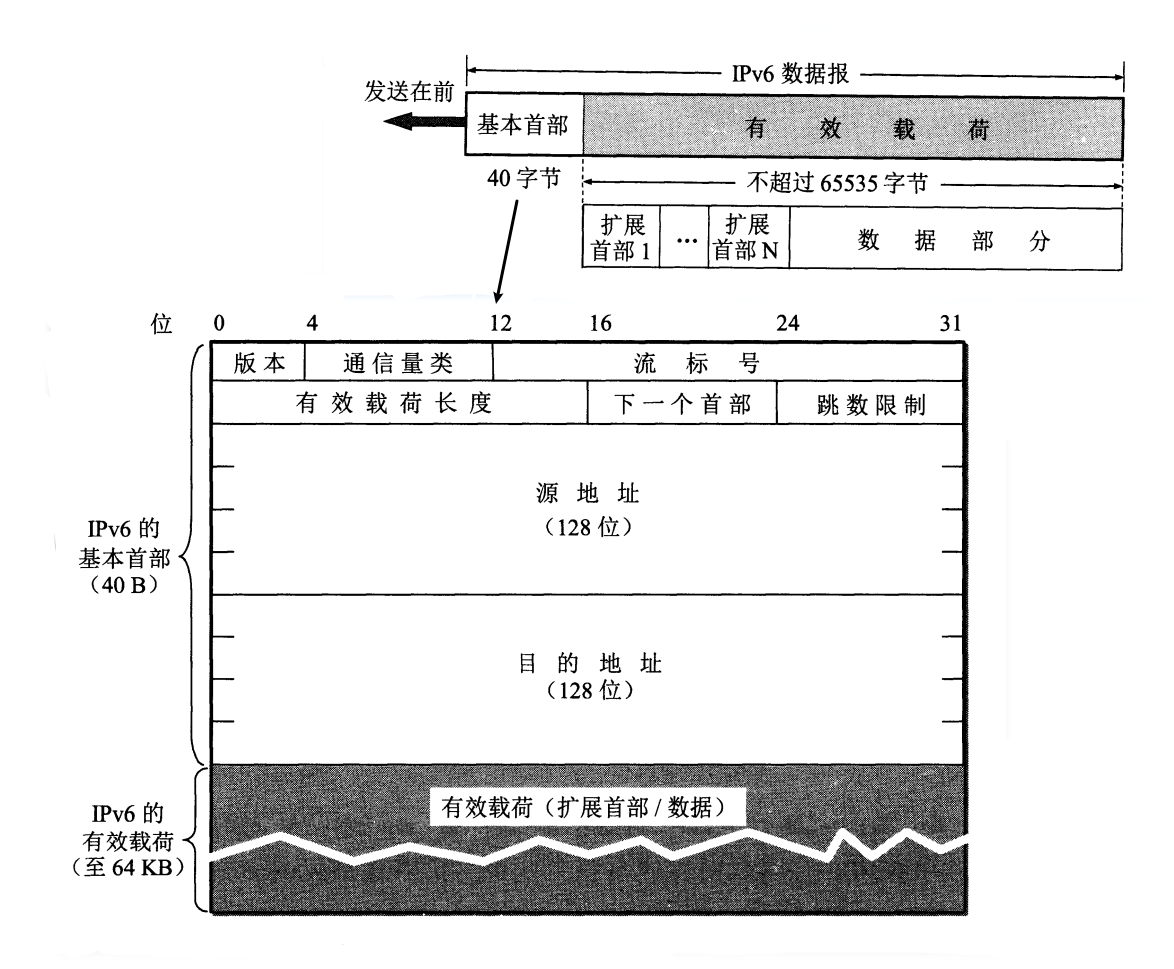 IPv6 数据报
发送在前
基本首部
有效载荷
40 字节
不超过 65535 字节
扩展
首部 1
…
扩展
首部 N
数据部分
位 0 4 12 16 24 31
版本 通信量类 流标号
有效载荷长度 下一个首部 跳数限制
源地址
（128 位）
IPv6 的
基本首部
（40 B）
目的地址
（128 位）
有效载荷（扩展首部 / 数据）
IPv6 的
有效载荷
（至 64 KB）